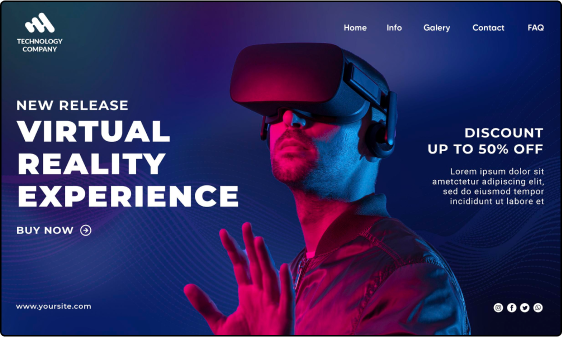 TECHNOLOGY
COMPANY
Home Info Galery Contact FAQ
NEW RELEASE
VIRTUAL
REALITY
EXPERIENCE
BUY NOW
DISCOUNT
UP TO 50% OFF
Lorem ipsum dolor sit
ametctetur adipiscing elit,
sed do eiusmod tempor
incididunt ut labore et
www.yoursite.com